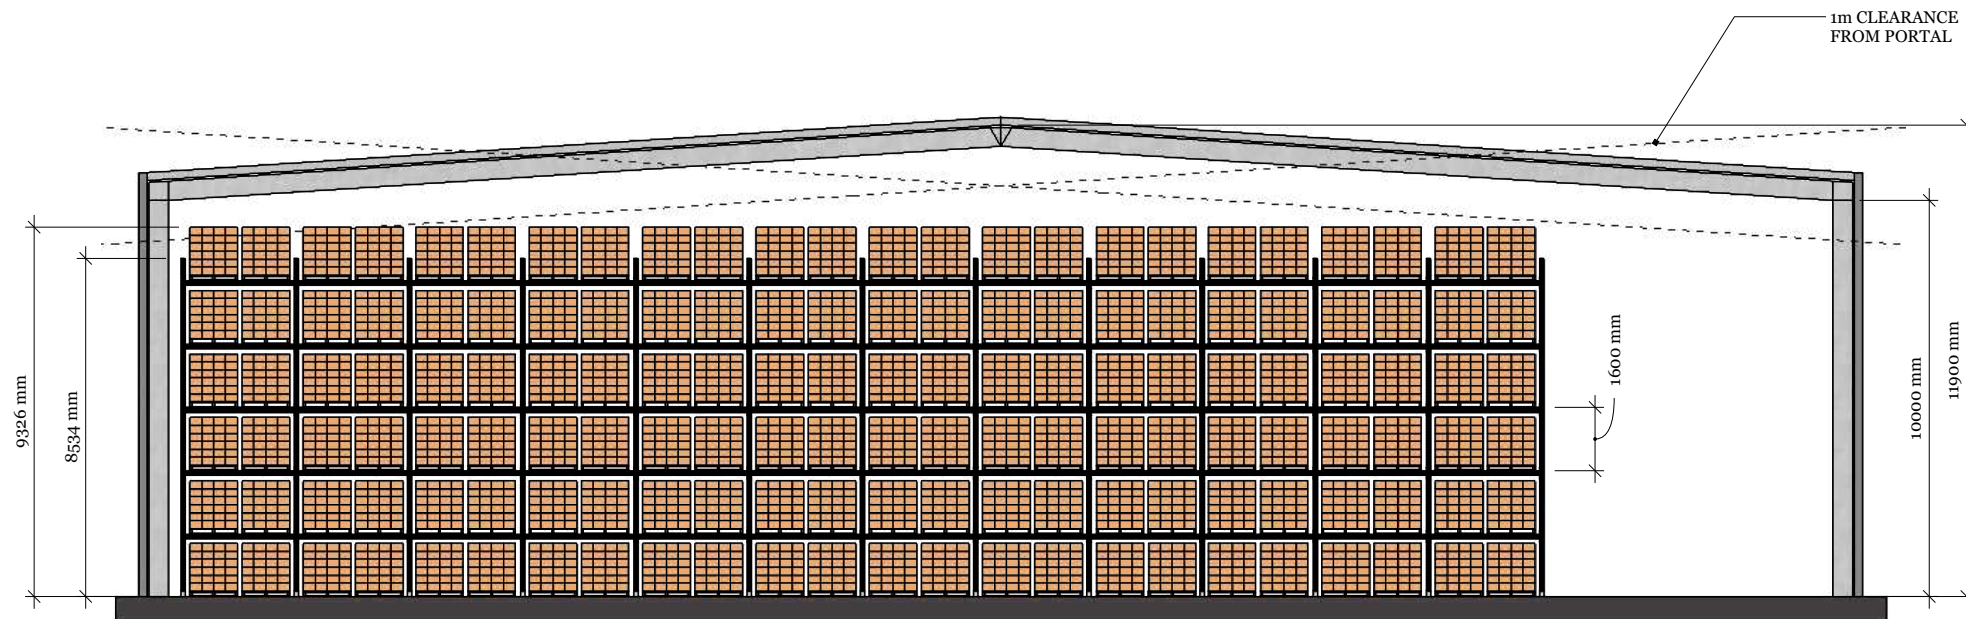 1m CLEARANCE
FROM PORTAL
9326 mm
8534 mm
1600 mm
10000 mm
11900 mm